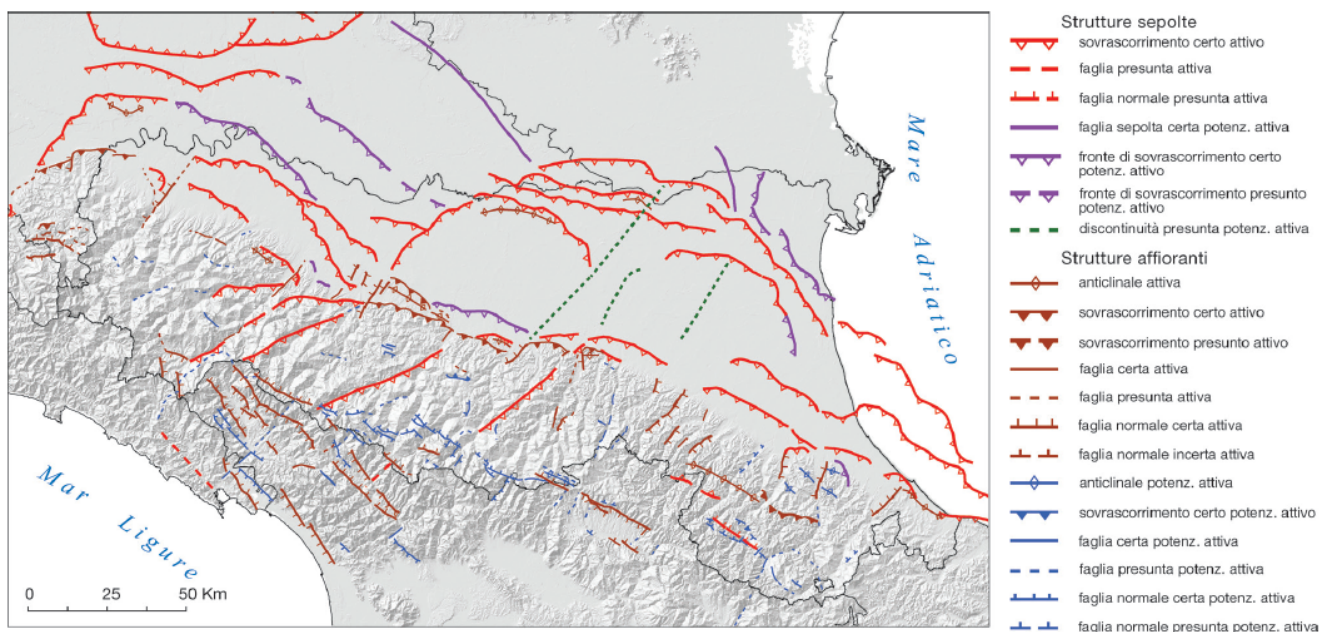 Mare
Adriatico
Mar Ligure
0 25 50 Km
Strutture sepolte
sovrascorrimento certo attivo
faglia presunta attiva
faglia normale presunta attiva
faglia sepolta certa potenz. attiva
fronte di sovrascorrimento certo
potenz. attivo
fronte di sovrascorrimento presunto
potenz. attivo
discontinuità presunta potenz. attiva
Strutture affioranti
anticlinale attiva
sovrascorrimento certo attivo
sovrascorrimento presunto attivo
faglia certa attiva
faglia presunta attiva
faglia normale certa attiva
faglia normale incerta attiva
anticlinale potenz. attiva
sovrascorrimento certo potenz. attivo
faglia certa potenz. attiva
faglia presunta potenz. attiva
faglia normale certa potenz. attiva
faglia normale presunta potenz. attiva